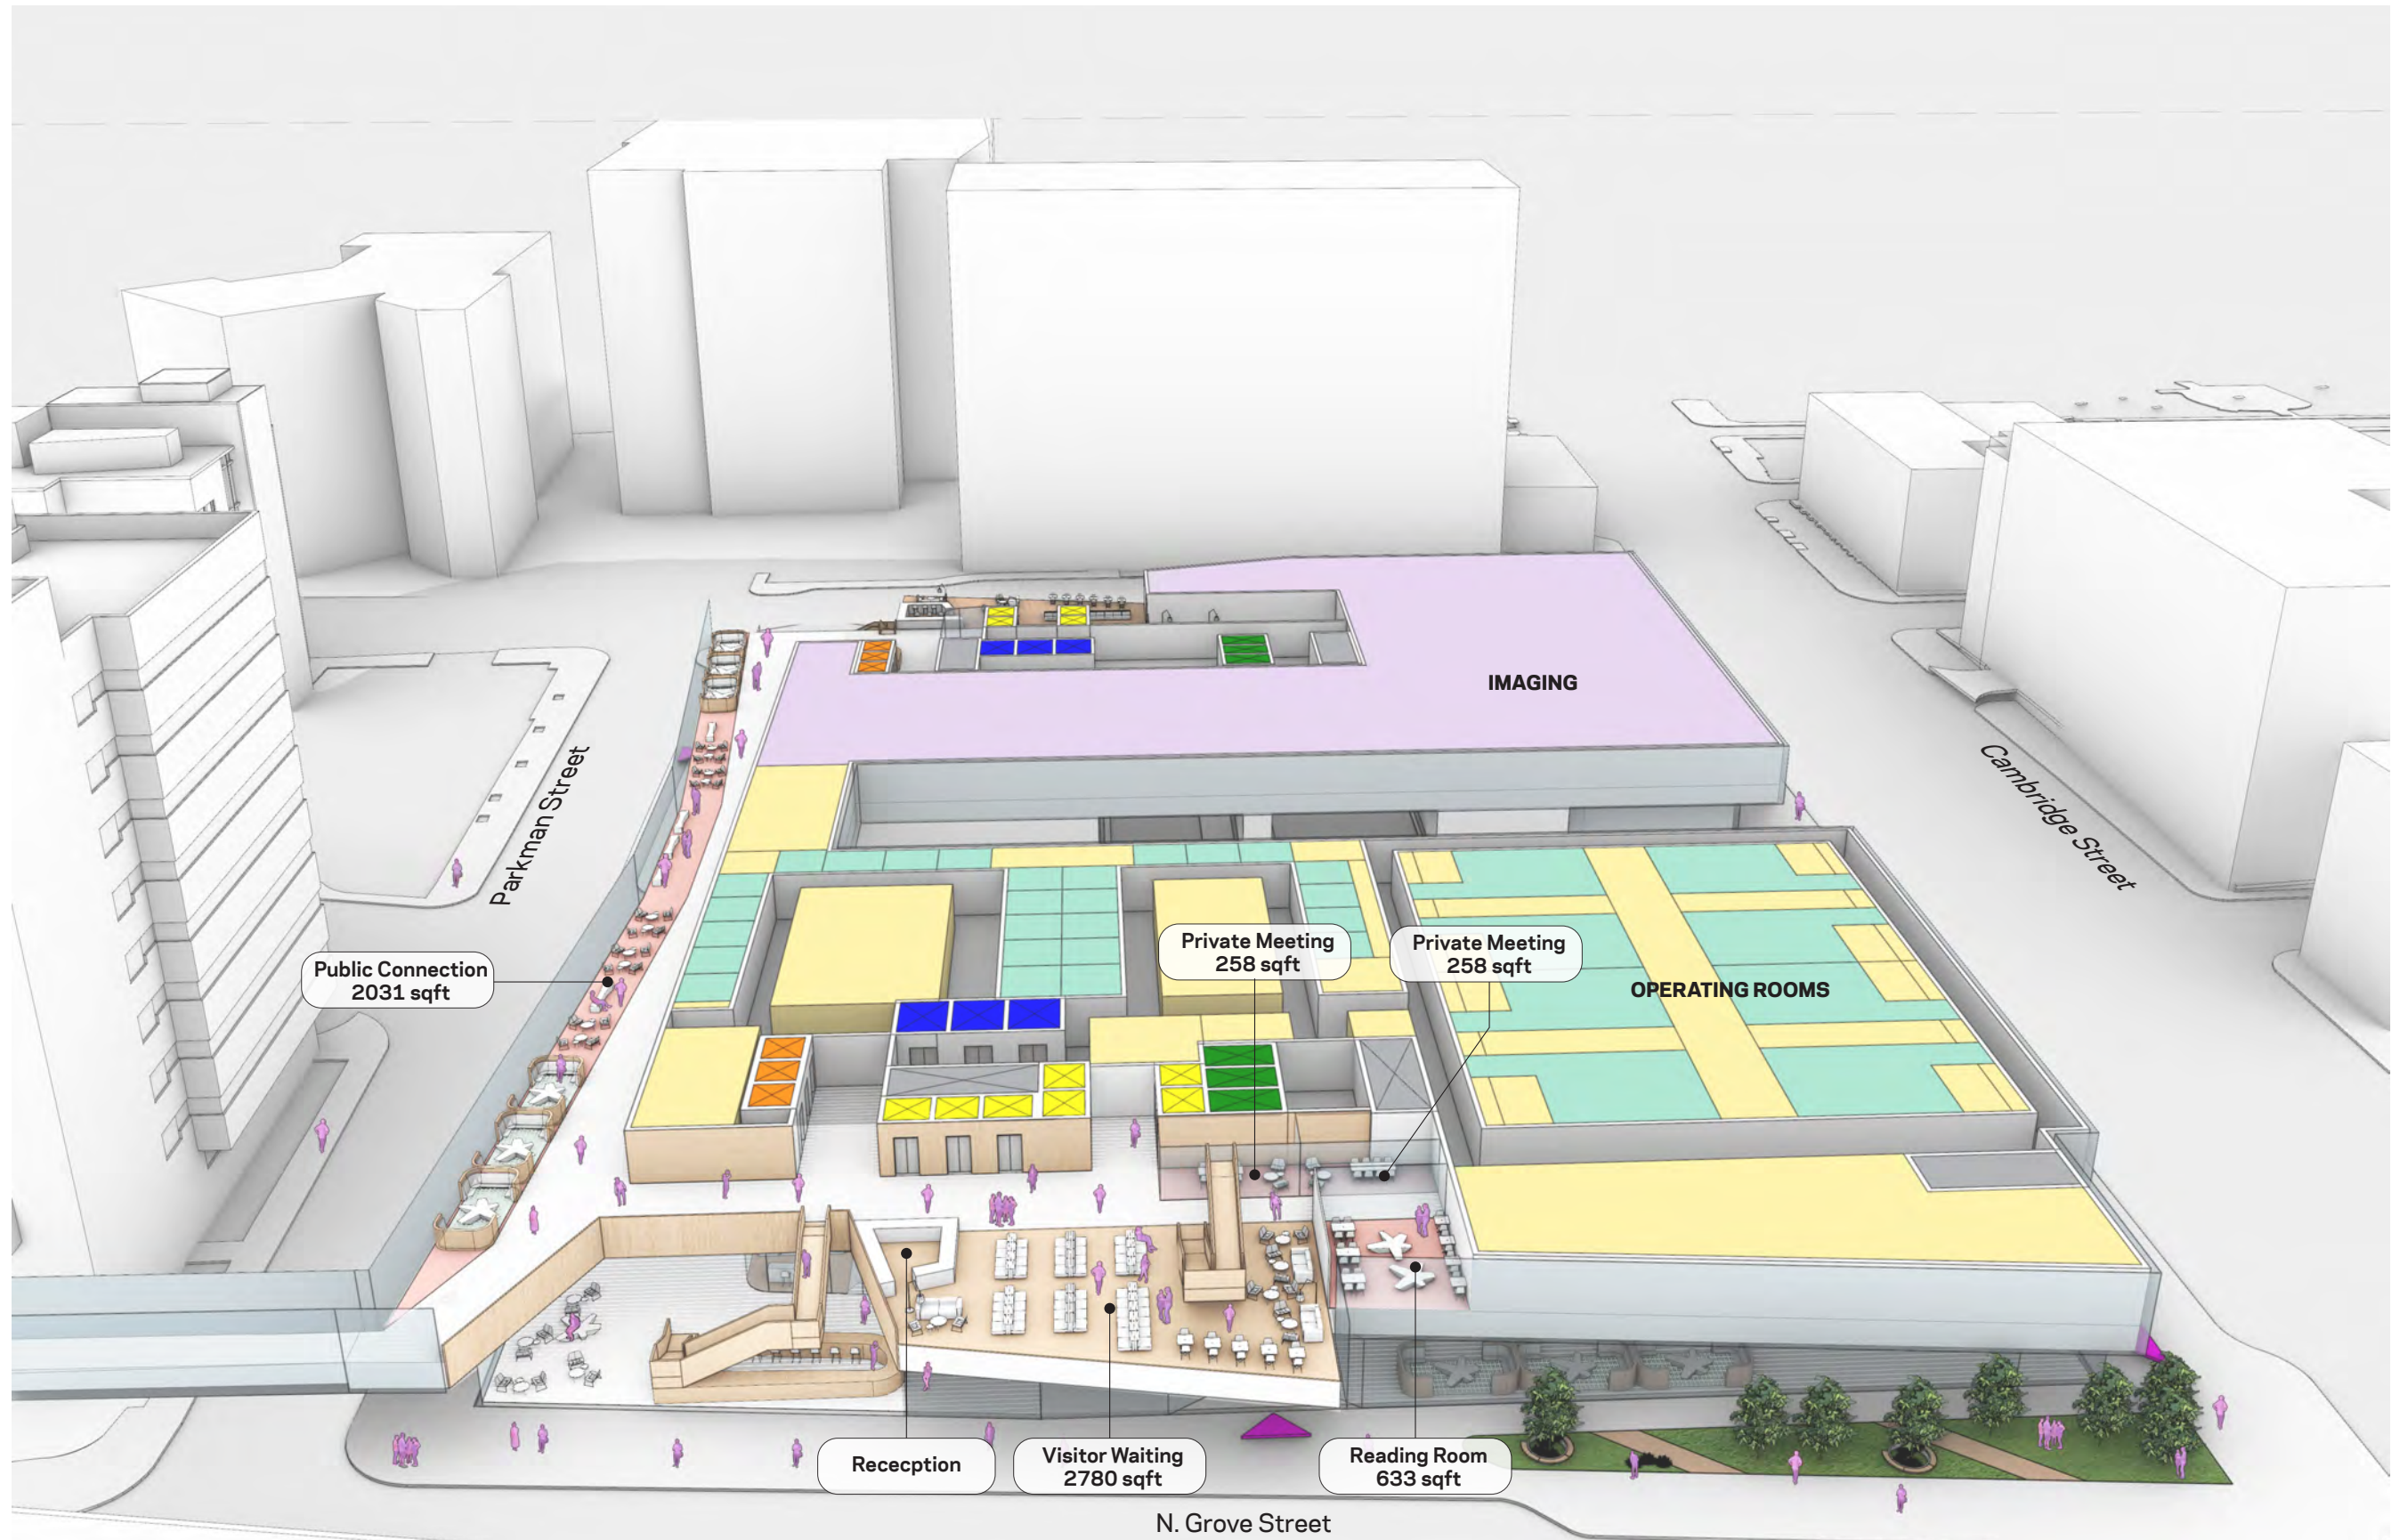 IMAGING
Parkman Street
Cambridge Street
Private Meeting
258 sqft
Private Meeting
258 sqft
Public Connection
2031 sqft
OPERATING ROOMS
Rececption
Visitor Waiting
2780 sqft
Reading Room
633 sqft
N. Grove Street